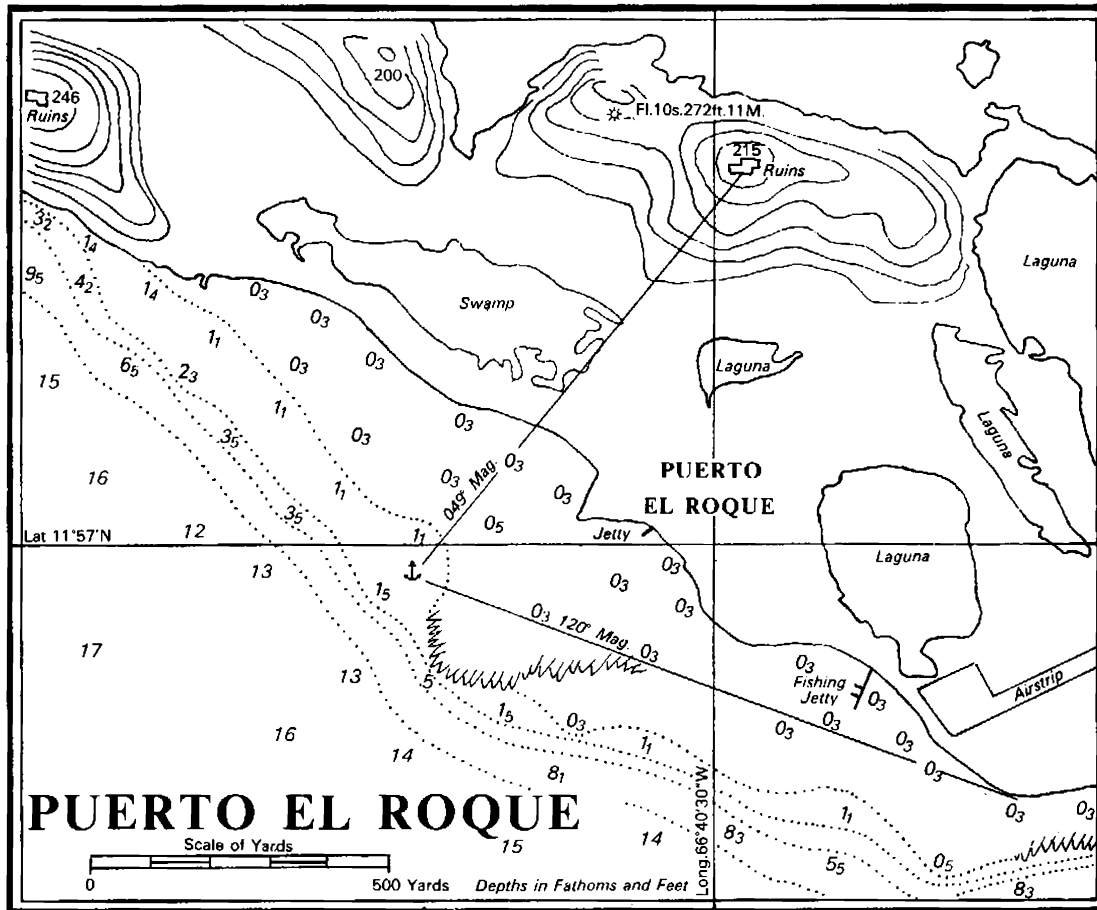 200
246
Ruins
Fl.10s.272ft.11M.
215
Ruins
3₂
1₄
9₅
4₂
1₄
0₃
Laguna
Swamp
0₃
1₁
15
6₅
2₃
0₃
0₃
Laguna
1₁
3₅
0₃
0₃
Laguna
16
1₁
0₃
0₃
049° Mag.
PUERTO
EL ROQUE
0₃
12
3₅
1₁
0₅
Jetty
Lat 11°57'N
Laguna
13
1₅
0₃
0₃
0₃
0₃
120° Mag.
0₃
17
13
5
0₃
Fishing
Jetty
0₃
Airstrip
1₅
0₃
0₃
0₃
16
14
1₁
0₃
8₁
0₃
Long.66°40'30"W
PUERTO EL ROQUE
0₃
0₃
1₁
Scale of Yards
15
14
8₃
5₅
0₅
0
500 Yards
Depths in Fathoms and Feet
8₃